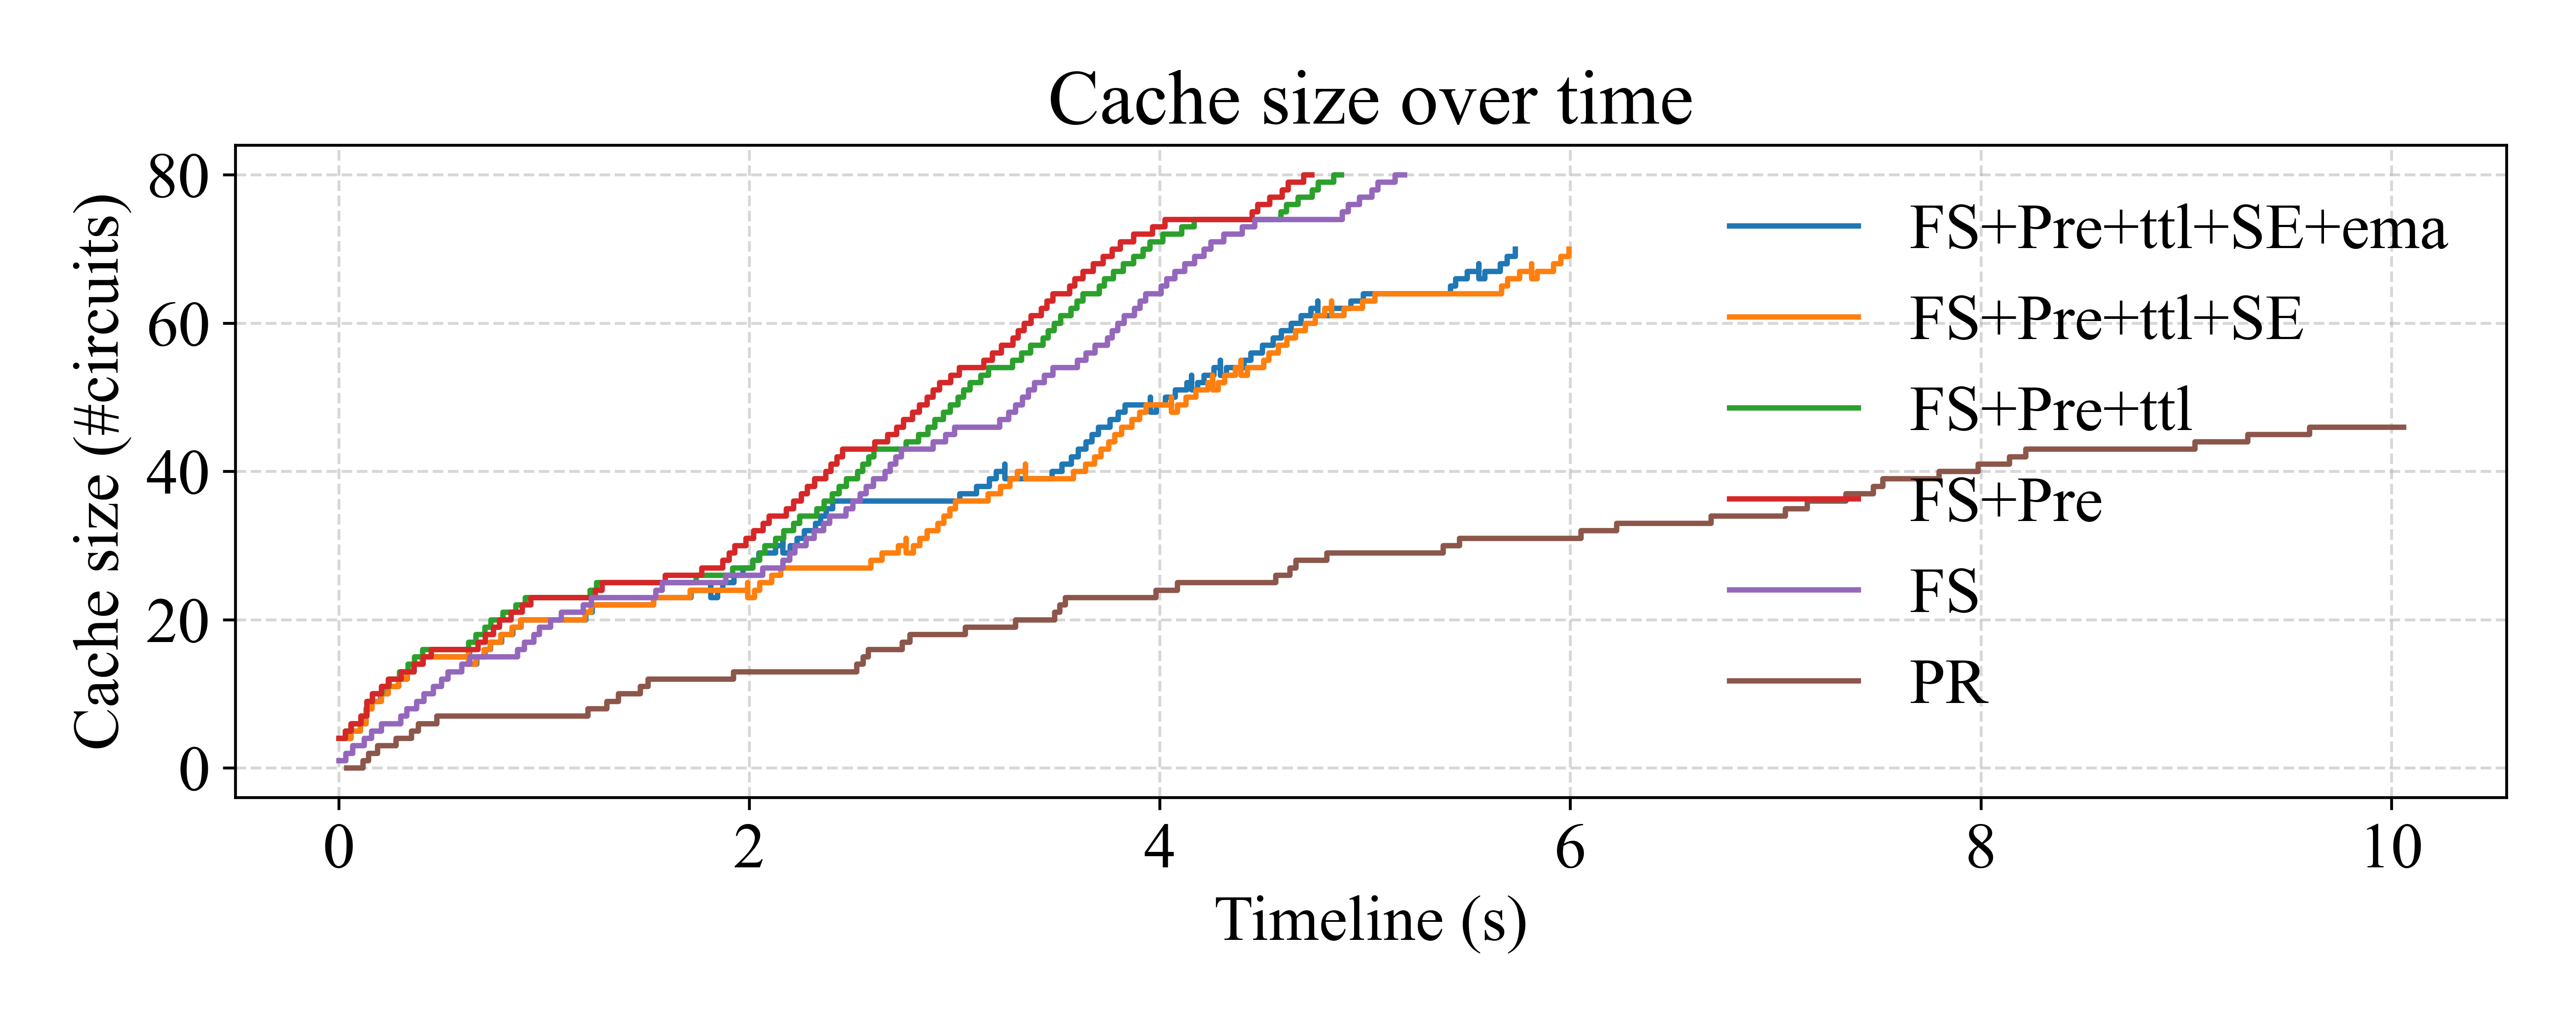 Cache size over time
Cache size (#circuits)
80
60
40
20
0
FS+Pre+ttl+SE+ema
FS+Pre+ttl+SE
FS+Pre+ttl
FS+Pre
FS
PR
0 2 4 6 8 10
Timeline (s)